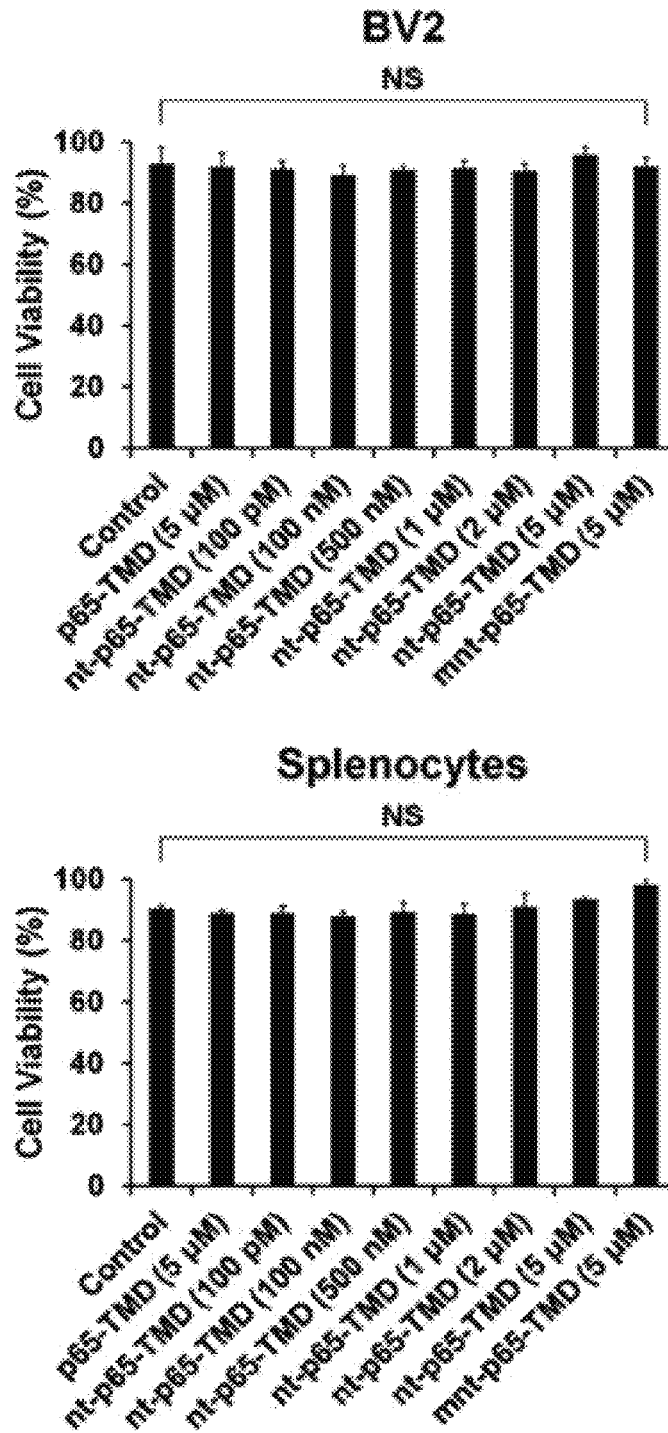 BV2
NS
Cell Viability (%)
100
80
60
40
20
0
Control
p65-TMD (5 µM)
nt-p65-TMD (100 pM)
nt-p65-TMD (100 nM)
nt-p65-TMD (500 nM)
nt-p65-TMD (1 µM)
nt-p65-TMD (2 µM)
nt-p65-TMD (5 µM)
mnt-p65-TMD (5 µM)
Splenocytes
NS
Cell Viability (%)
100
80
60
40
20
0
Control
p65-TMD (5 µM)
nt-p65-TMD (100 pM)
nt-p65-TMD (100 nM)
nt-p65-TMD (500 nM)
nt-p65-TMD (1 µM)
nt-p65-TMD (2 µM)
nt-p65-TMD (5 µM)
mnt-p65-TMD (5 µM)